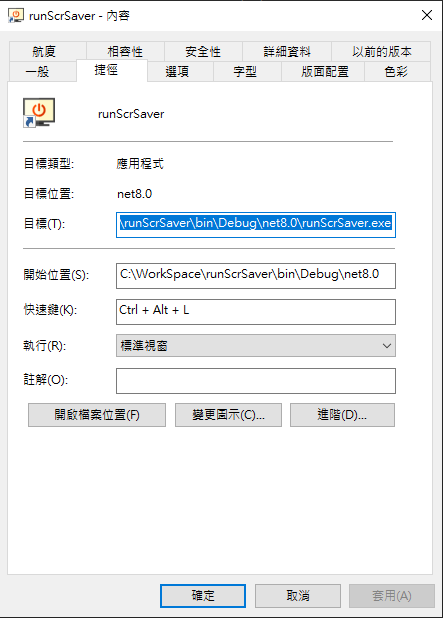 runScrSaver - 內容
航廈 相容性 安全性 詳細資料 以前的版本
一般 捷徑 選項 字型 版面配置 色彩
runScrSaver
目標類型: 應用程式
目標位置: net8.0
目標(T): \runScrSaver\bin\Debug\net8.0\runScrSaver.exe
開始位置(S): C:\WorkSpace\runScrSaver\bin\Debug\net8.0
快速鍵(K): Ctrl + Alt + L
執行(R): 標準視窗
註解(O):
開啟檔案位置(F) 變更圖示(C)... 進階(D)...
確定 取消 套用(A)